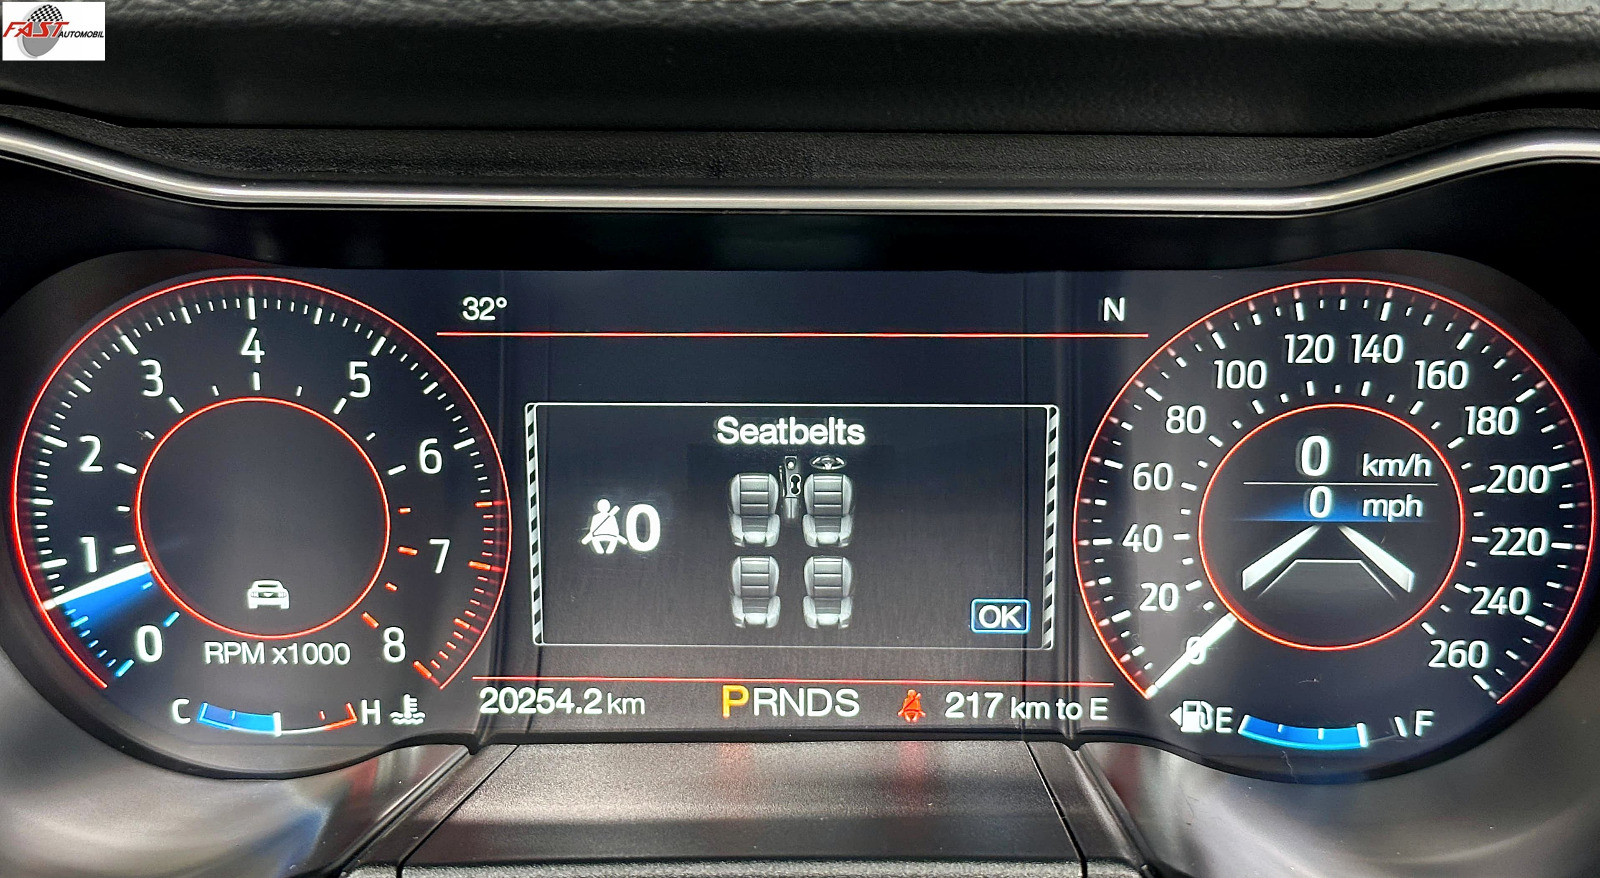 FAST
AUTOMOBIL
32° N
4
3 5
2 6
1 7
0 8
RPM x1000
C H
Seatbelts
0
OK
20254.2 km PRNDS 217 km to E
120 140
100 160
80 180
60 200
40 220
20 240
0 260
0 km/h
0 mph
E F